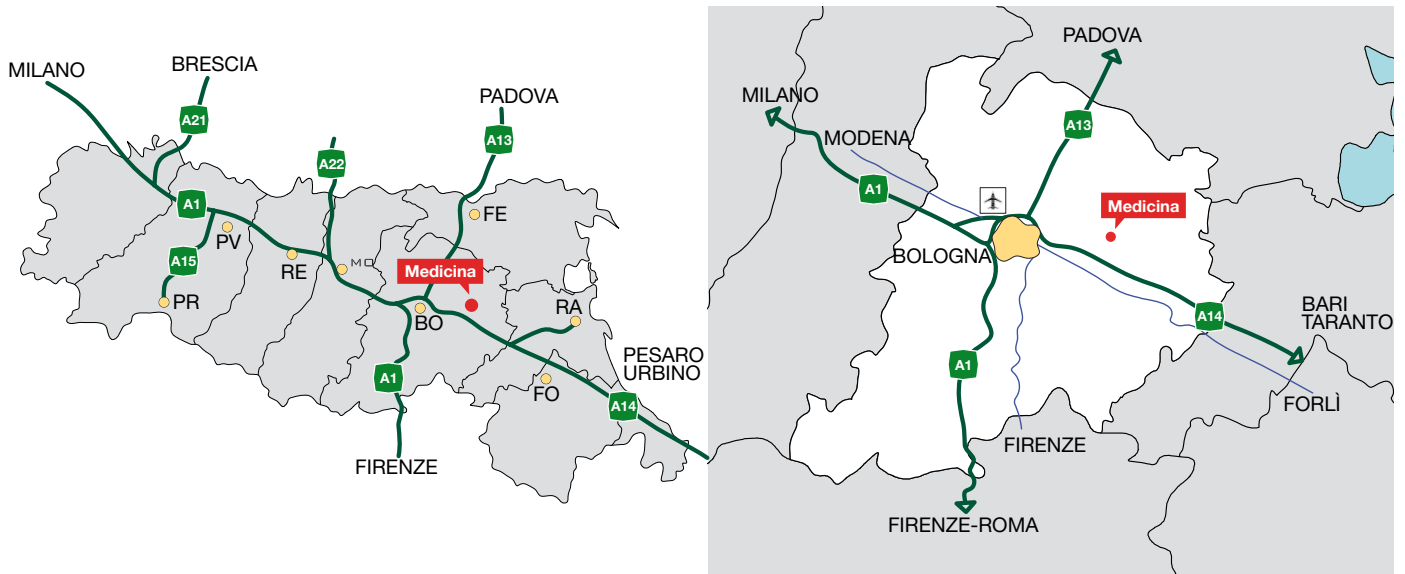 MILANO
BRESCIA
PADOVA
A21
A13
A22
A1
FE
PV
A15
RE
MO
Medicina
PR
BO
RA
PESARO
URBINO
A1
FO
A14
FIRENZE
PADOVA
MILANO
A13
MODENA
A1
Medicina
BOLOGNA
BARI
TARANTO
A14
A1
FORLÌ
FIRENZE
FIRENZE-ROMA